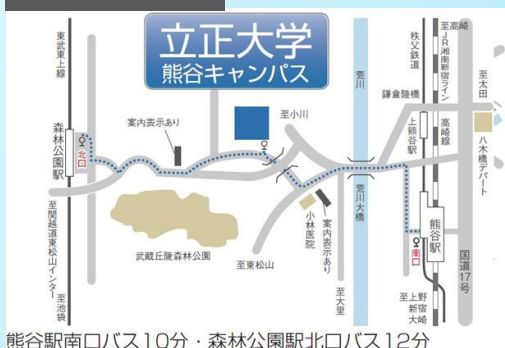 立正大学
熊谷キャンパス
東武東上線
森林公園駅
北口
案内表示あり
至小川
荒川
秩父鉄道
至高崎
JR湘南新宿ライン
高崎線
鎌倉陸橋
上熊谷駅
至太田
八木橋デパート
荒川大橋
熊谷駅
南口
小林医院
案内表示あり
武蔵丘陵森林公園
至東松山
至大里
至関越道東松山インター
至池袋
至上野
新宿
大崎
国道17号
熊谷駅南口バス10分・森林公園駅北口バス12分